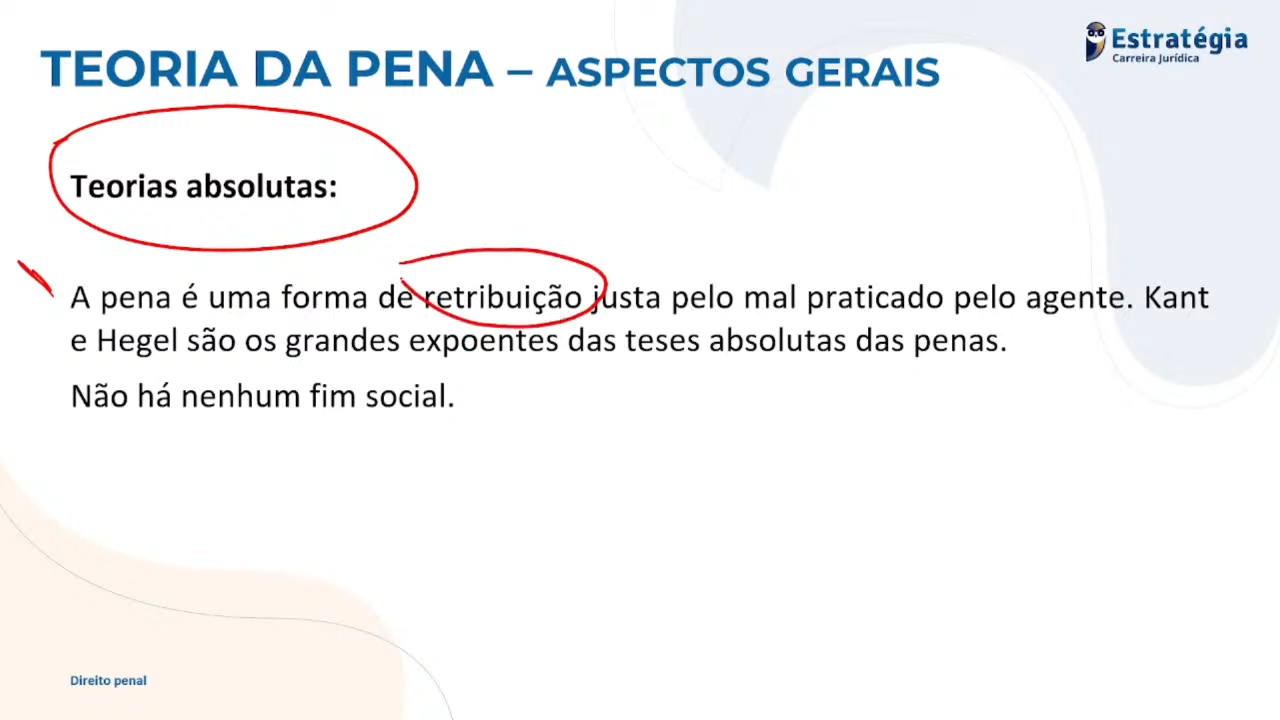 TEORIA DA PENA – ASPECTOS GERAIS
Estratégia
Carreira Jurídica
Teorias absolutas:
A pena é uma forma de retribuição justa pelo mal praticado pelo agente. Kant
e Hegel são os grandes expoentes das teses absolutas das penas.
Não há nenhum fim social.
Direito penal